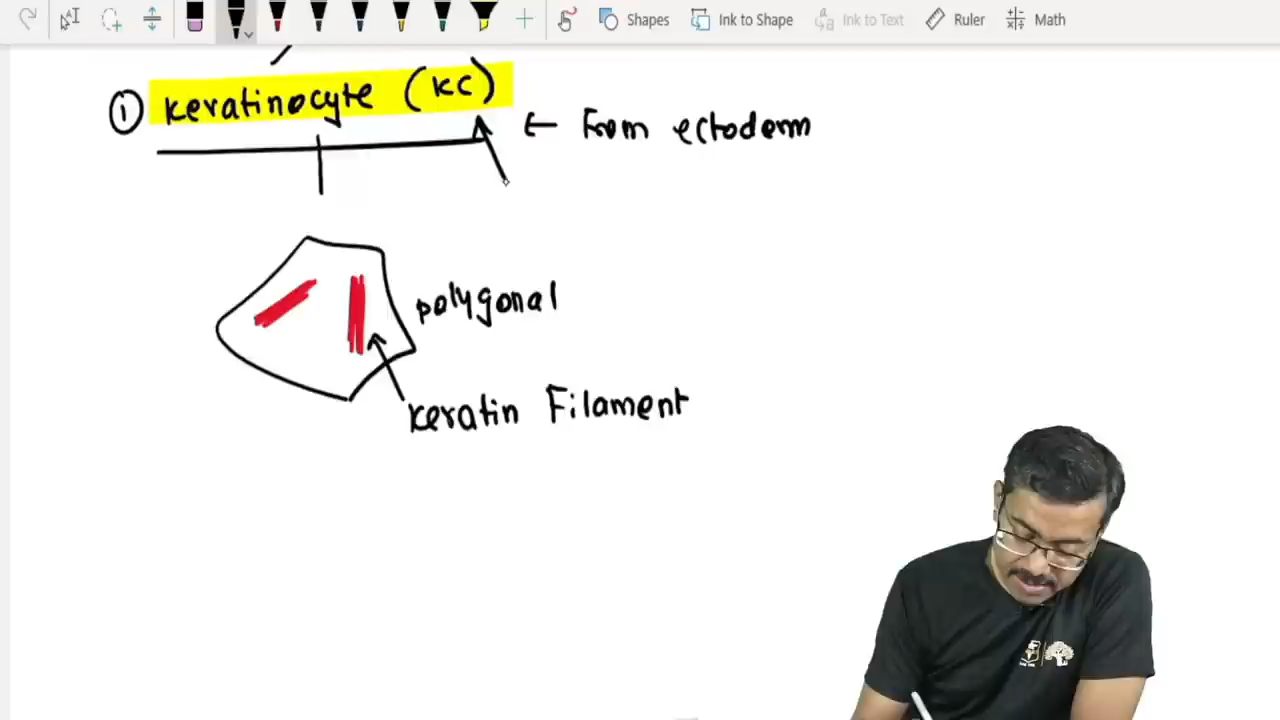 Shapes
Ink to Shape
Ink to Text
Ruler
Math
① keratinocyte (KC)
← From ectoderm
polygonal
keratin Filament